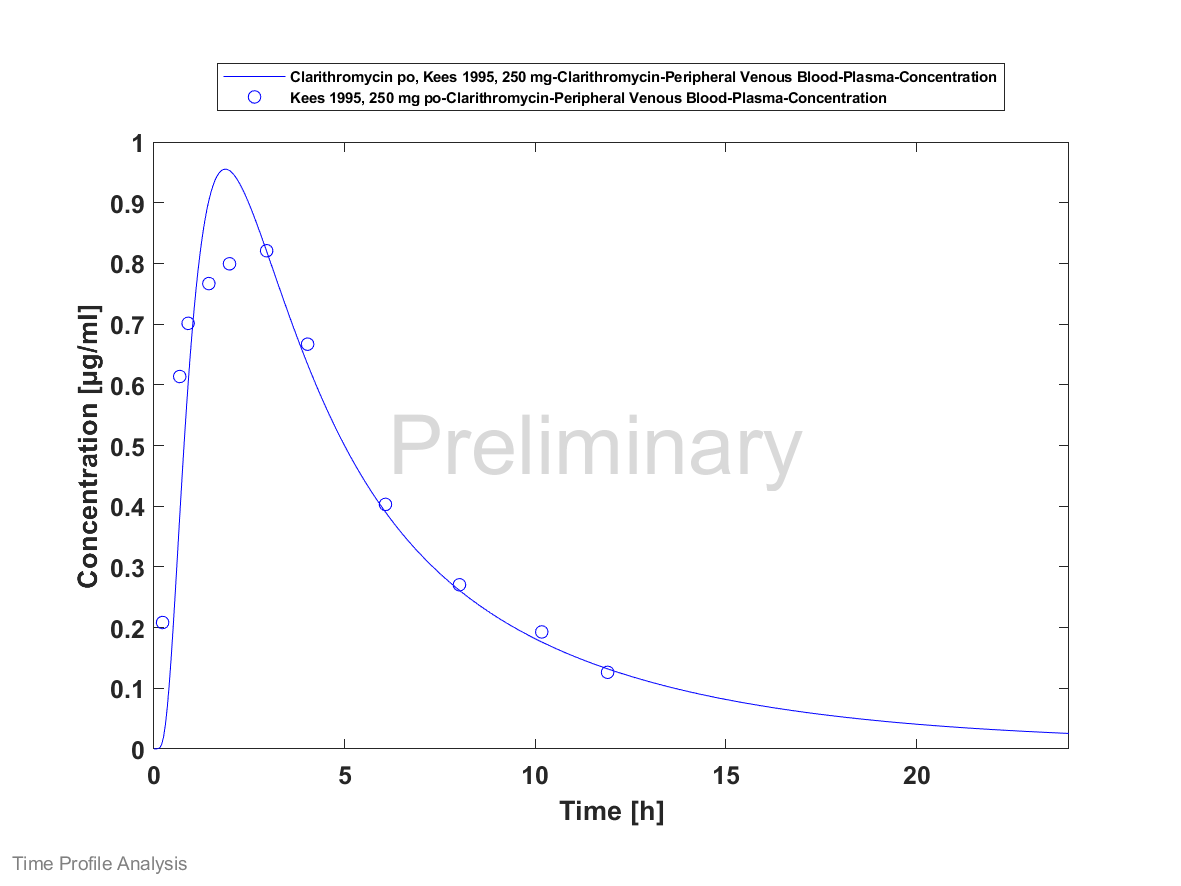 Clarithromycin po, Kees 1995, 250 mg-Clarithromycin-Peripheral Venous Blood-Plasma-Concentration
Kees 1995, 250 mg po-Clarithromycin-Peripheral Venous Blood-Plasma-Concentration
1
0.9
0.8
0.7
0.6
0.5
0.4
0.3
0.2
0.1
0
Concentration [µg/ml]
Preliminary
0 5 10 15 20
Time [h]
Time Profile Analysis